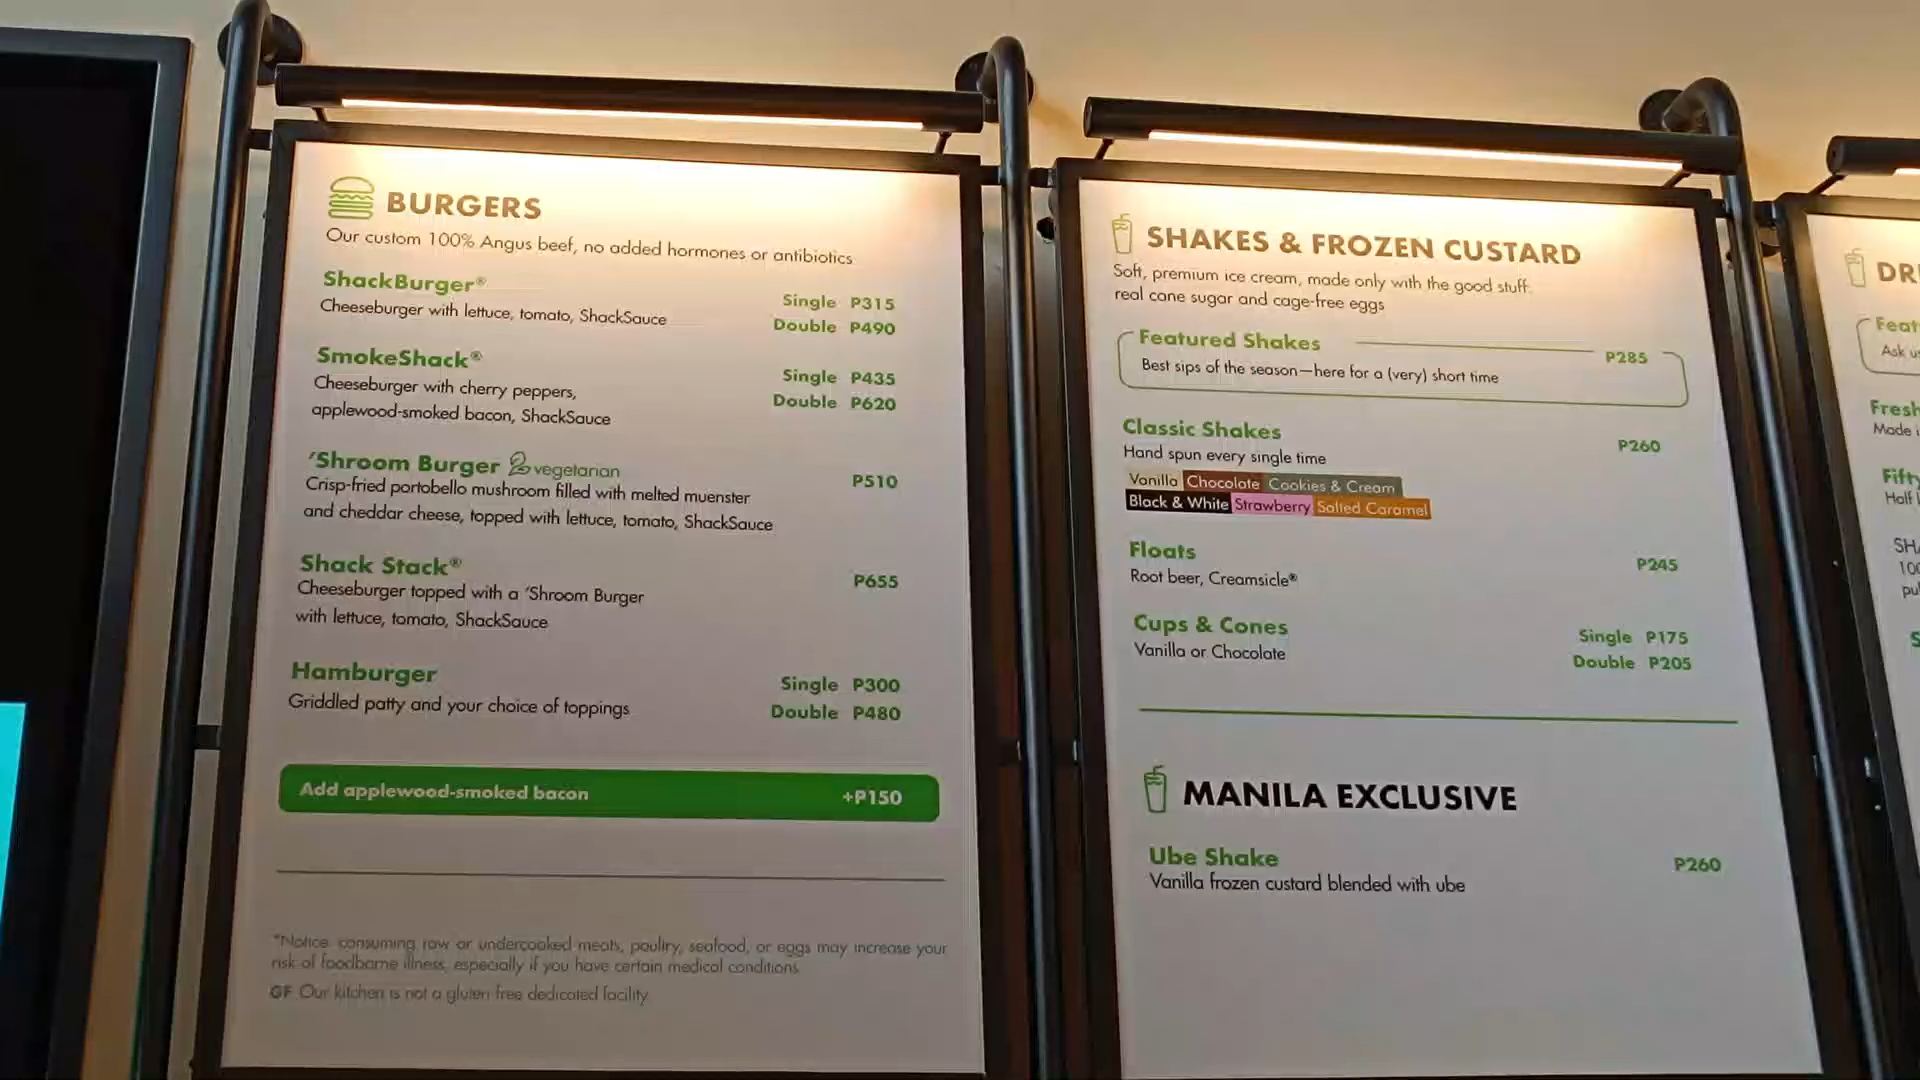 BURGERS
Our custom 100% Angus beef, no added hormones or antibiotics
ShackBurger®
Cheeseburger with lettuce, tomato, ShackSauce
Single P315
Double P490
SmokeShack®
Cheeseburger with cherry peppers,
applewood-smoked bacon, ShackSauce
Single P435
Double P620
'Shroom Burger vegetarian
Crisp-fried portobello mushroom filled with melted muenster
and cheddar cheese, topped with lettuce, tomato, ShackSauce
P510
Shack Stack®
Cheeseburger topped with a 'Shroom Burger
with lettuce, tomato, ShackSauce
P655
Hamburger
Griddled patty and your choice of toppings
Single P300
Double P480
Add applewood-smoked bacon +P150
*Notice: consuming raw or undercooked meats, poultry, seafood, or eggs may increase your
risk of foodborne illness, especially if you have certain medical conditions
GF Our kitchen is not a gluten free dedicated facility
SHAKES & FROZEN CUSTARD
Soft, premium ice cream, made only with the good stuff:
real cane sugar and cage-free eggs
Featured Shakes P285
Best sips of the season—here for a (very) short time
Classic Shakes P260
Hand spun every single time
Vanilla Chocolate Cookies & Cream
Black & White Strawberry Salted Caramel
Floats P245
Root beer, Creamsicle®
Cups & Cones
Vanilla or Chocolate
Single P175
Double P205
MANILA EXCLUSIVE
Ube Shake P260
Vanilla frozen custard blended with ube
Ask
Fresh
Made
Half